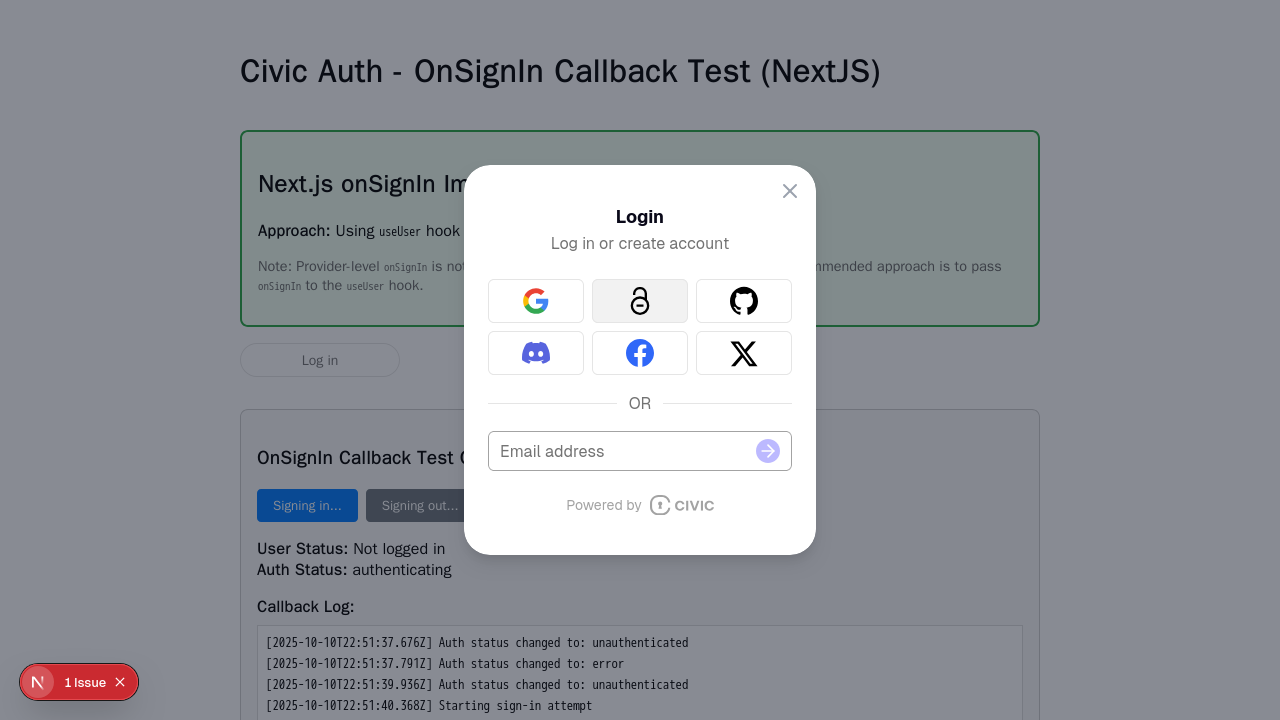 Civic Auth - OnSignIn Callback Test (NextJS)
Next.js onSignIn Im
Approach: Using useUser hook
Note: Provider-level onSignIn is not
mmended approach is to pass
onSignIn to the useUser hook.
Log in
Login
Log in or create account
OR
Email address
Powered by CIVIC
OnSignIn Callback Test
Signing in...
Signing out...
User Status: Not logged in
Auth Status: authenticating
Callback Log:
[2025-10-10T22:51:37.676Z] Auth status changed to: unauthenticated
[2025-10-10T22:51:37.791Z] Auth status changed to: error
[2025-10-10T22:51:39.936Z] Auth status changed to: unauthenticated
[2025-10-10T22:51:40.368Z] Starting sign-in attempt
N 1 Issue